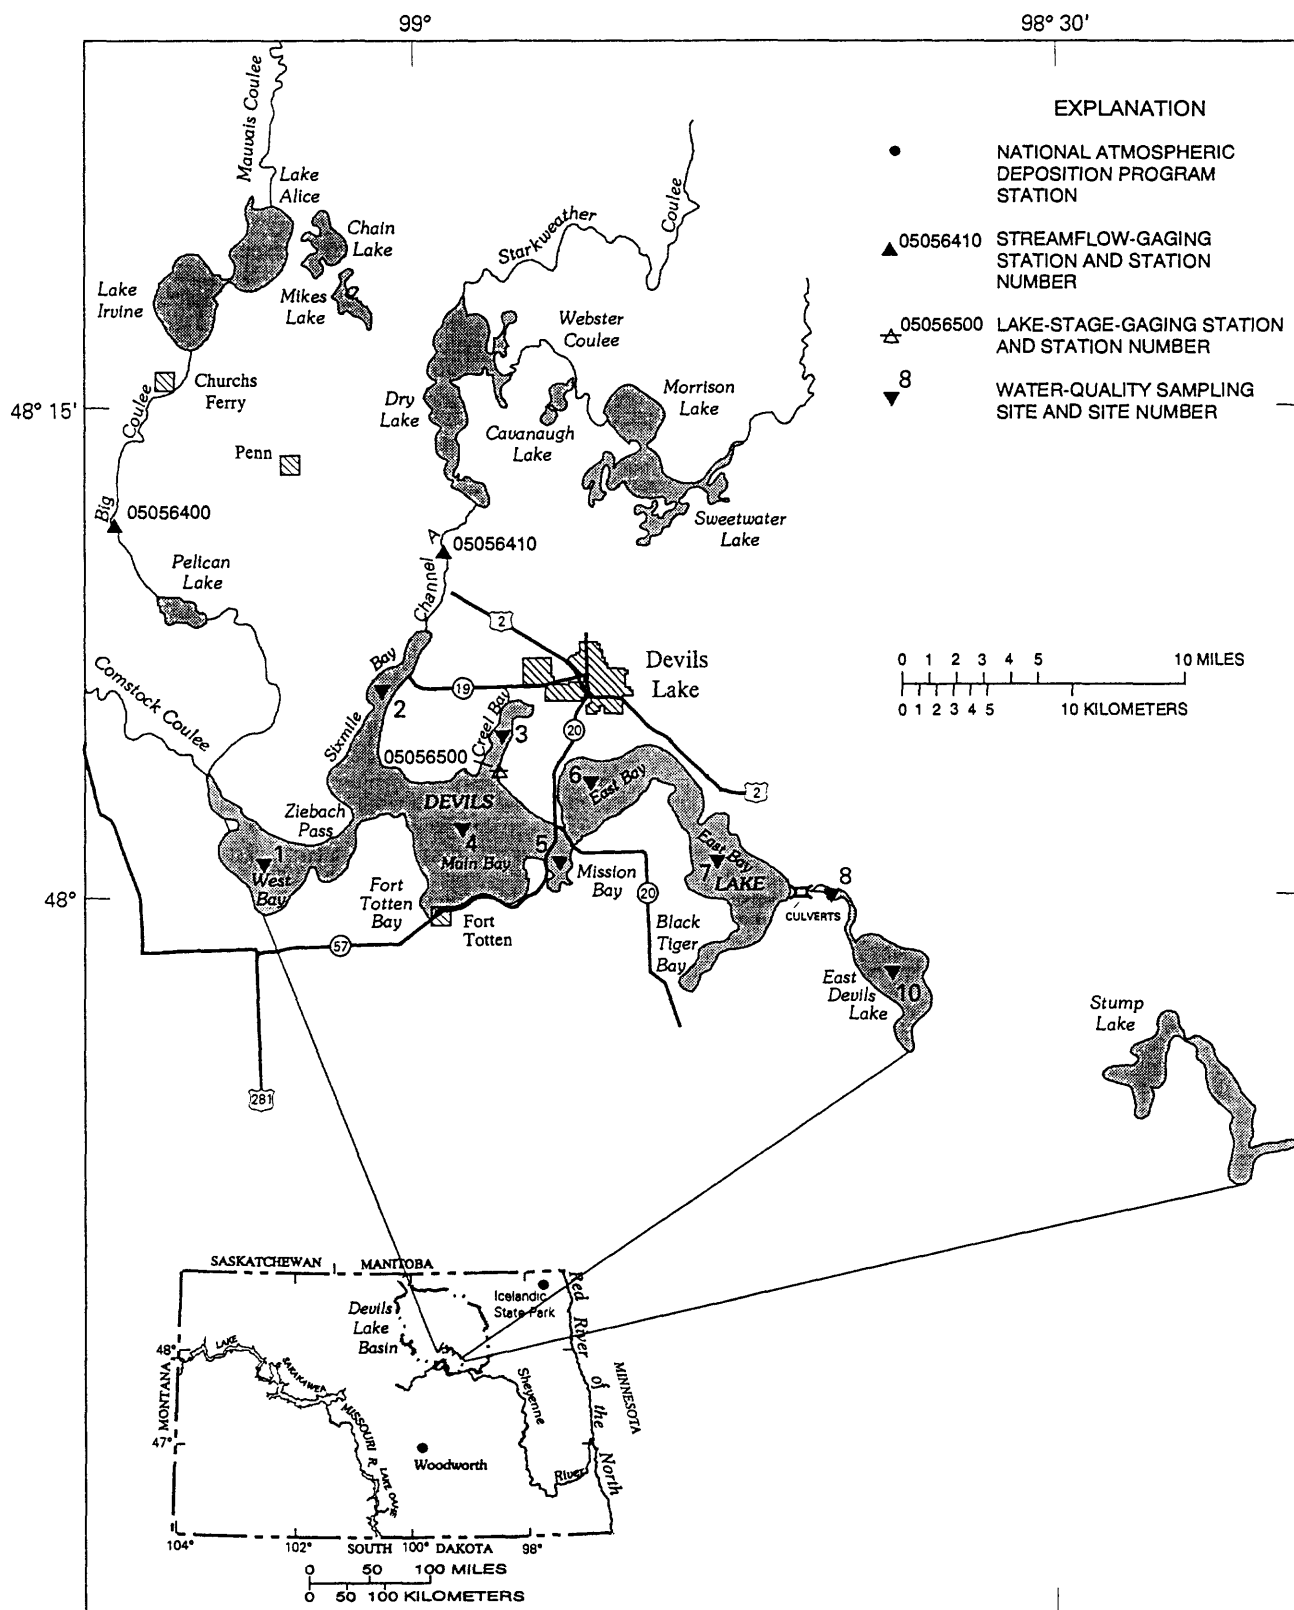 99°
98° 30'
EXPLANATION
NATIONAL ATMOSPHERIC
DEPOSITION PROGRAM
STATION
05056410 STREAMFLOW-GAGING
STATION AND STATION
NUMBER
05056500 LAKE-STAGE-GAGING STATION
AND STATION NUMBER
8 WATER-QUALITY SAMPLING
SITE AND SITE NUMBER
Mauvais Coulee
Lake
Alice
Chain
Lake
Lake
Irvine
Mikes
Lake
Starkweather
Coulee
Webster
Coulee
Churchs
Ferry
Big
Coulee
48° 15'
Dry
Lake
Morrison
Lake
Cavanaugh
Lake
Penn
Sweetwater
Lake
05056400
Channel A
05056410
Pelican
Lake
2
Devils
Lake
0 1 2 3 4 5 10 MILES
0 1 2 3 4 5 10 KILOMETERS
Comstock Coulee
Sixmile
Bay
19
2
Creel Bay
3
20
05056500
6
East Bay
2
Ziebach
Pass
DEVILS
4
Main Bay
5
Mission
Bay
East Bay
7
LAKE
8
CULVERTS
1
West
Bay
48°
Fort
Totten
Bay
Fort
Totten
20
Black
Tiger
Bay
57
East
Devils
Lake
10
Stump
Lake
281
SASKATCHEWAN
MANITOBA
Icelandic
State Park
Devils
Lake
Basin
Red River of the North
MINNESOTA
MONTANA
48°
47°
LAKE
SAKAKAWEA
MISSOURI R.
LAKE OAHE
Sheyenne
River
Woodworth
104°
102°
100°
98°
SOUTH DAKOTA
0 50 100 MILES
0 50 100 KILOMETERS